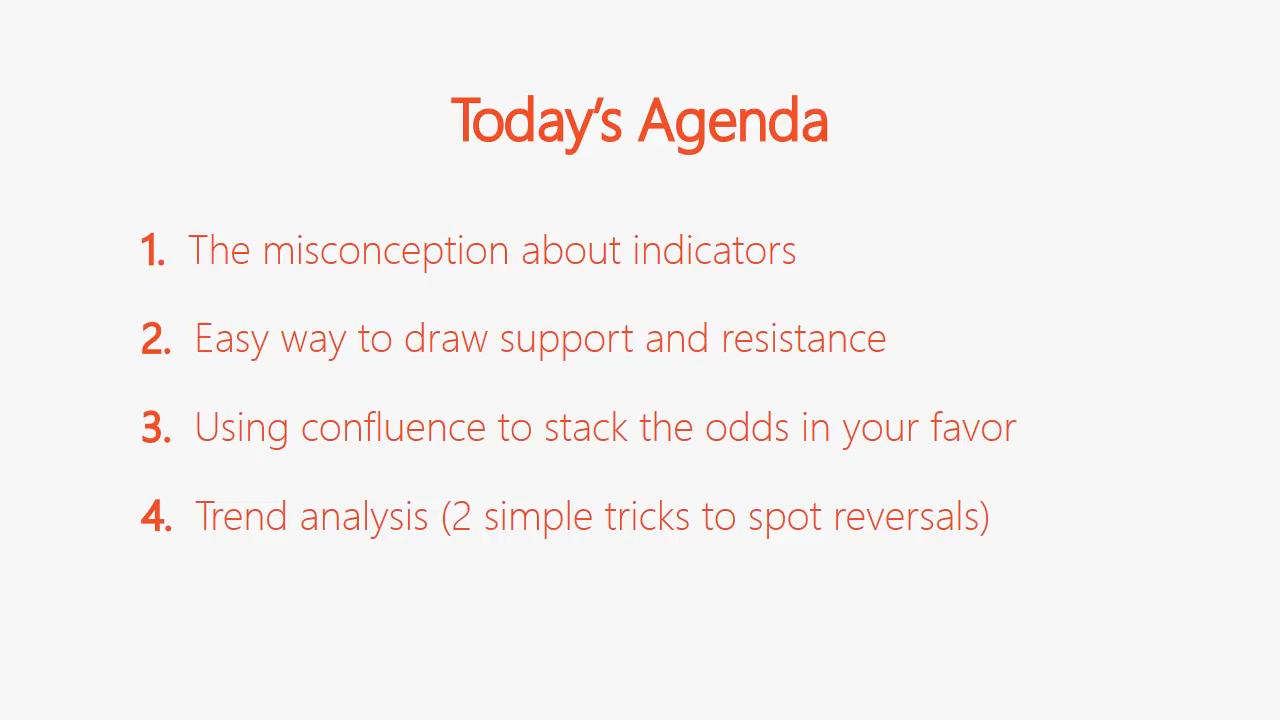 Today’s Agenda
1. The misconception about indicators
2. Easy way to draw support and resistance
3. Using confluence to stack the odds in your favor
4. Trend analysis (2 simple tricks to spot reversals)